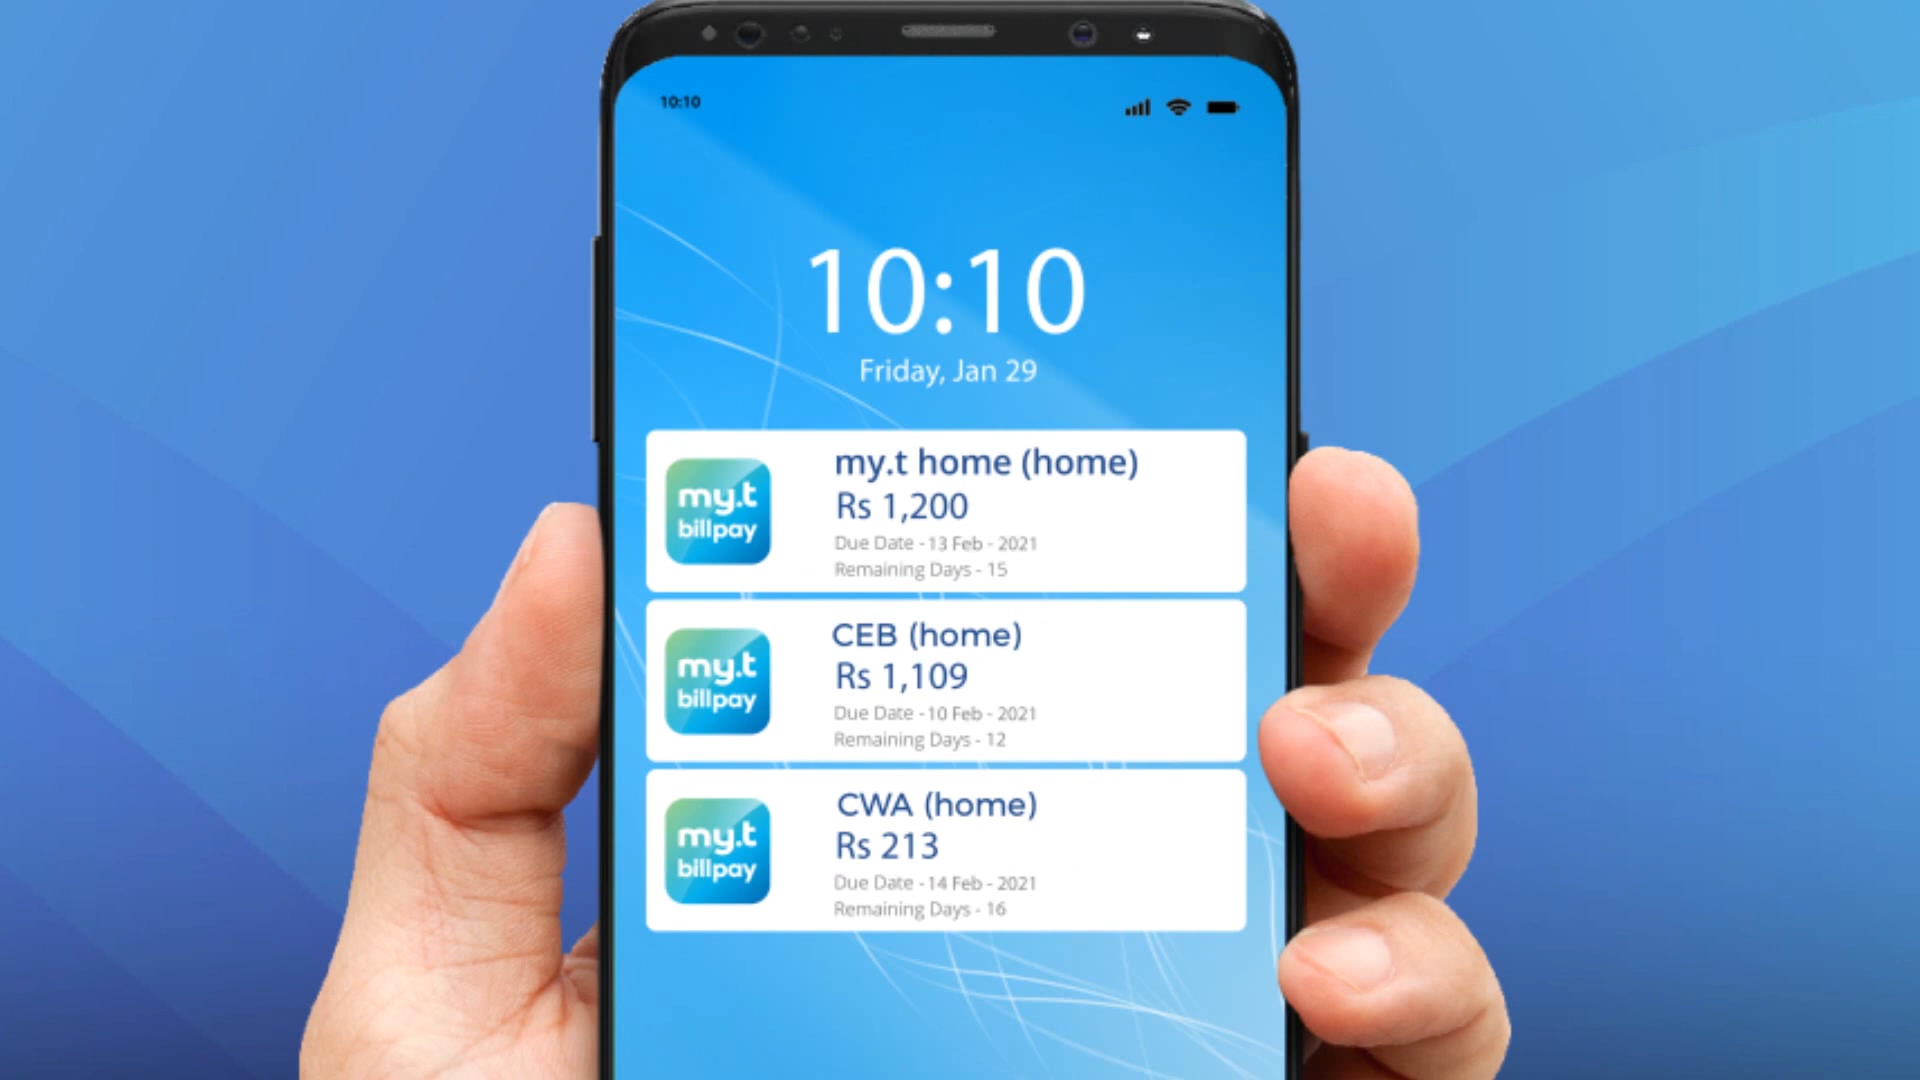 10:10
10:10
Friday, Jan 29
my.t
billpay
my.t home (home)
Rs 1,200
Due Date - 13 Feb - 2021
Remaining Days - 15
my.t
billpay
CEB (home)
Rs 1,109
Due Date - 10 Feb - 2021
Remaining Days - 12
my.t
billpay
CWA (home)
Rs 213
Due Date - 14 Feb - 2021
Remaining Days - 16